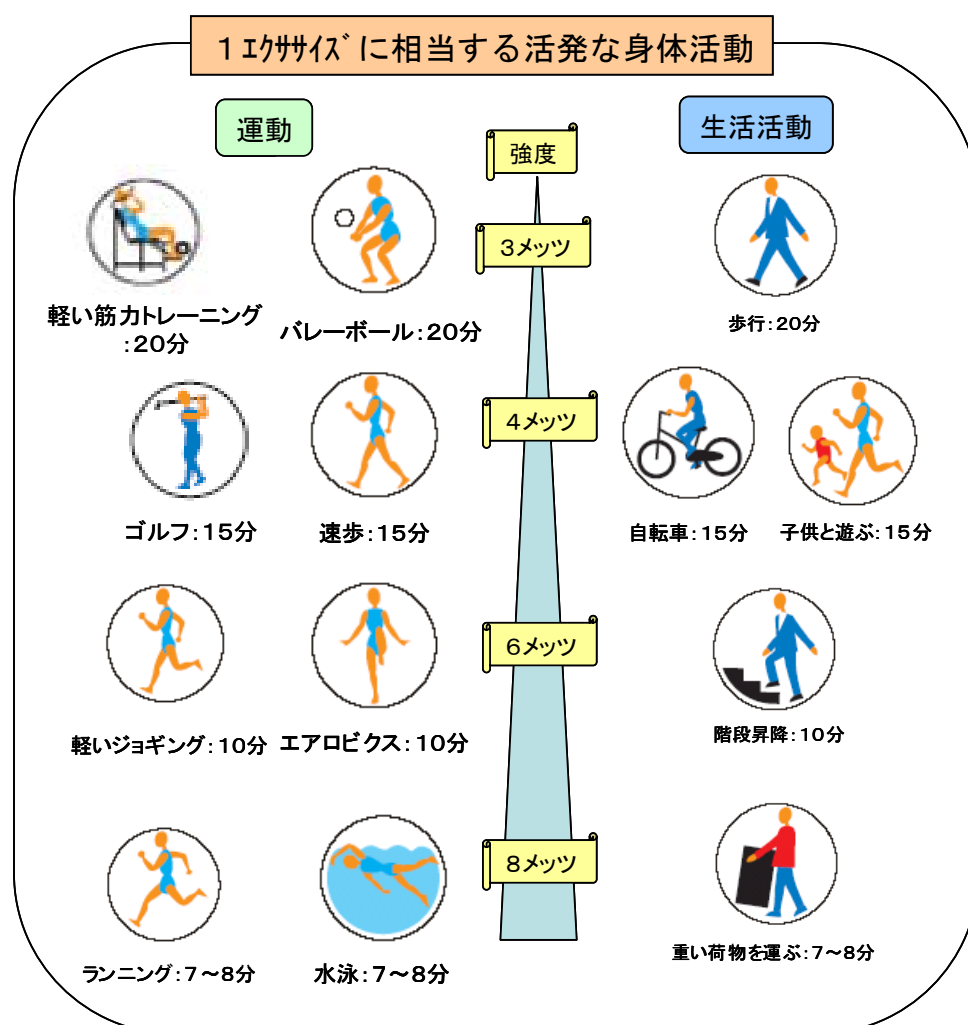 1エクササイズに相当する活発な身体活動
運動
生活活動
強度
3メッツ
軽い筋力トレーニング
:20分
バレーボール:20分
歩行:20分
4メッツ
ゴルフ:15分
速歩:15分
自転車:15分
子供と遊ぶ:15分
6メッツ
軽いジョギング:10分
エアロビクス:10分
階段昇降:10分
8メッツ
ランニング:7~8分
水泳:7~8分
重い荷物を運ぶ:7~8分